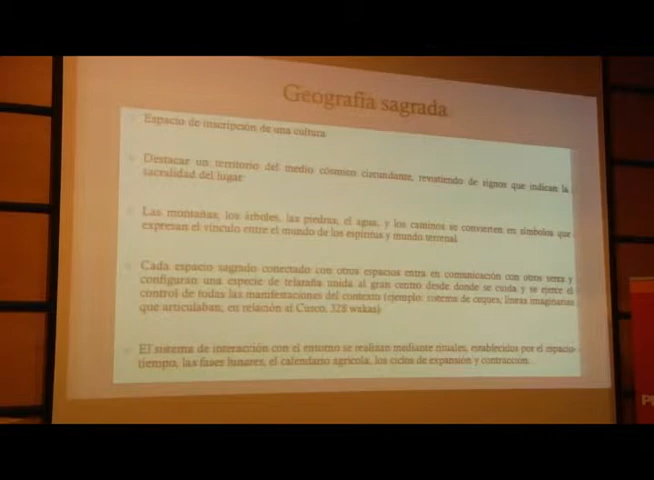 Geografía sagrada
Espacio de inscripción de una cultura
Destacar un territorio del medio cósmico circundante, revistiendo de signos que indican la
sacralidad del lugar
Las montañas, los árboles, las piedras, el agua, y los caminos se convierten en símbolos que
expresan el vínculo entre el mundo de los espíritus y mundo terrenal
Cada espacio sagrado conectado con otros espacios entra en comunicación con otros seres y
configuran una especie de telaraña unida al gran centro desde donde se cuida y se ejerce el
control de todas las manifestaciones del contexto (ejemplo: sistema de ceques, líneas imaginarias
que articulaban, en relación al Cusco, 328 wakas)
El sistema de interacción con el entorno se realizan mediante rituales, establecidos por el espacio-
tiempo, las fases lunares, el calendario agrícola, los ciclos de expansión y contracción.